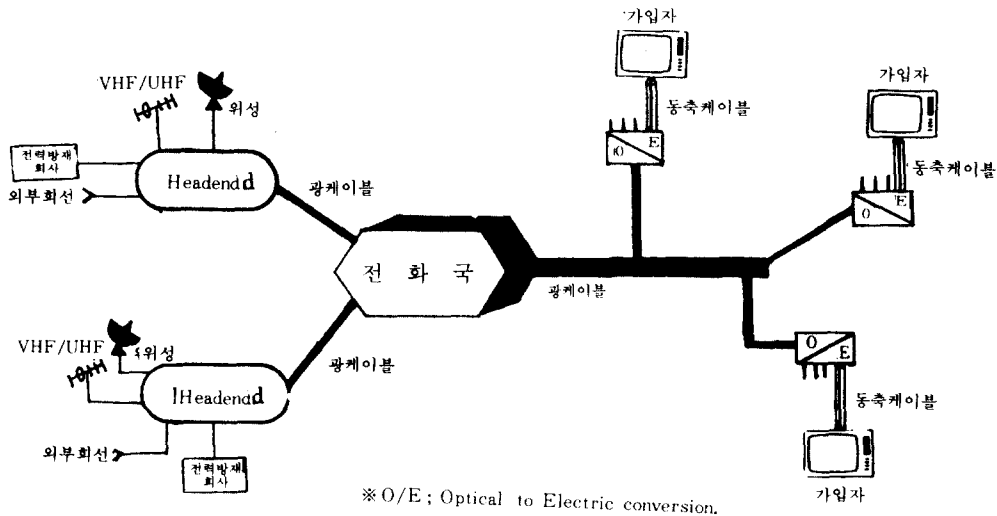 가입자
VHF/UHF
위성
가입자
동축케이블
O E
전력방재
회사
Headendd
광케이블
동축케이블
외부회선
O E
전 화 국
광케이블
VHF/UHF
위성
광케이블
O E
Headendd
동축케이블
외부회선
전력방재
회사
가입자
※O/E ; Optical to Electric conversion.